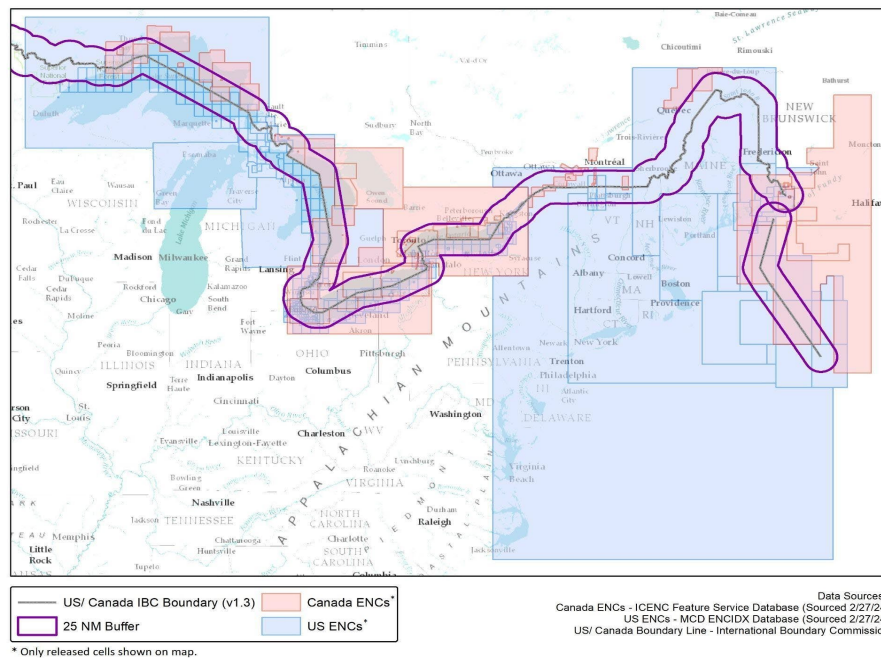 Baie-Comeau
St. Lawrence Seaway
Chicoutimi
Rimouski
Timmins
Val-d'Or
Bathurst
Québec
NEW
BRUNSWICK
Duluth
Marquette
Sudbury
North
Bay
Pembroke
Trois-Rivières
Ottawa
Montréal
Ottawa
MAINE
Fredericton
Moncton
Saint
John
Halifax
Escanaba
. Paul
Eau
Claire
Wausau
Green
Bay
Traverse
City
WISCONSIN
MICHIGAN
Lake Michigan
Rochester
La Crosse
Fond
du Lac
Madison
Milwaukee
Grand
Rapids
Lansing
Flint
Guelph
London
Barrie
Peterborough
Belleville
Toronto
Syracuse
NEW YORK
VT
NH
Lewiston
Portland
Concord
Albany
Lowell
MA
Boston
Hartford
Providence
CT
RI
Cedar
Falls
DuBuque
Cedar
Rapids
Rockford
Chicago
Kalamazoo
South
Bend
Gary
Moline
Fort
Wayne
Akron
New York
Newark
Allentown
Peoria
Bloomington
ILLINOIS
INDIANA
OHIO
Pittsburgh
PENNSYLVANIA
Trenton
Philadelphia
NJ
Atlantic
City
Quincy
Springfield
Terre
Haute
Indianapolis
Dayton
Columbus
MD
DELAWARE
Washington
St.
Louis
Cincinnati
Evansville
Louisville
Lexington-Fayette
Charleston
WV
KENTUCKY
APPALACHIAN MOUNTAINS
Roanoke
Lynchburg
VIRGINIA
Virginia
Beach
Bowling
Green
Nashville
TENNESSEE
Jackson
Memphis
Chattanooga
Huntsville
Tupelo
Little
Rock
NORTH
CAROLINA
Durham
Raleigh
Charlotte
SOUTH
CAROLINA
Columbia
PIEDMONT
Jacksonville
US/ Canada IBC Boundary (v1.3)
25 NM Buffer
Canada ENCs*
US ENCs*
* Only released cells shown on map.
Data Sources
Canada ENCs - ICENC Feature Service Database (Sourced 2/27/2
US ENCs - MCD ENCIDX Database (Sourced 2/27/2
US/ Canada Boundary Line - International Boundary Commissio